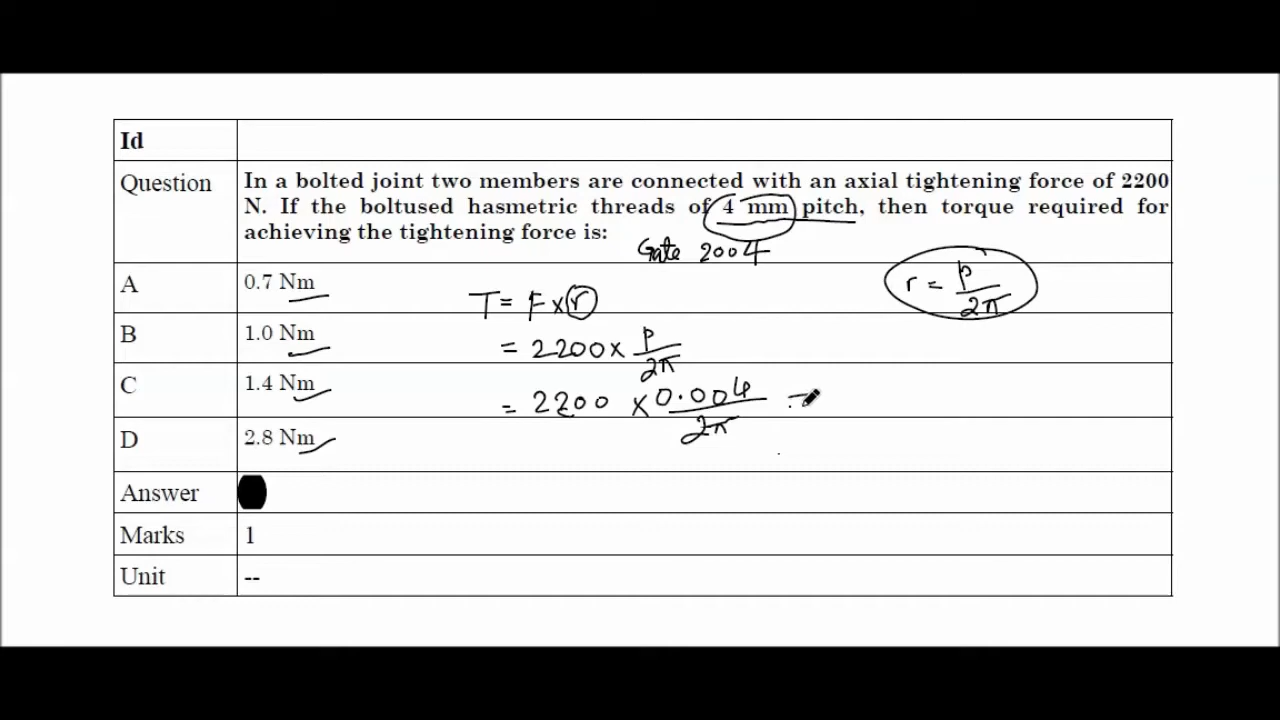 Id
Question
In a bolted joint two members are connected with an axial tightening force of 2200
N. If the boltused hasmetric threads of 4 mm pitch, then torque required for
achieving the tightening force is:
Gate 2004
A
0.7 Nm
T = F×r
r = p/2π
B
1.0 Nm
= 2200 × p/2π
C
1.4 Nm
= 2200 × 0.004/2π =
D
2.8 Nm
Answer
Marks
1
Unit
--